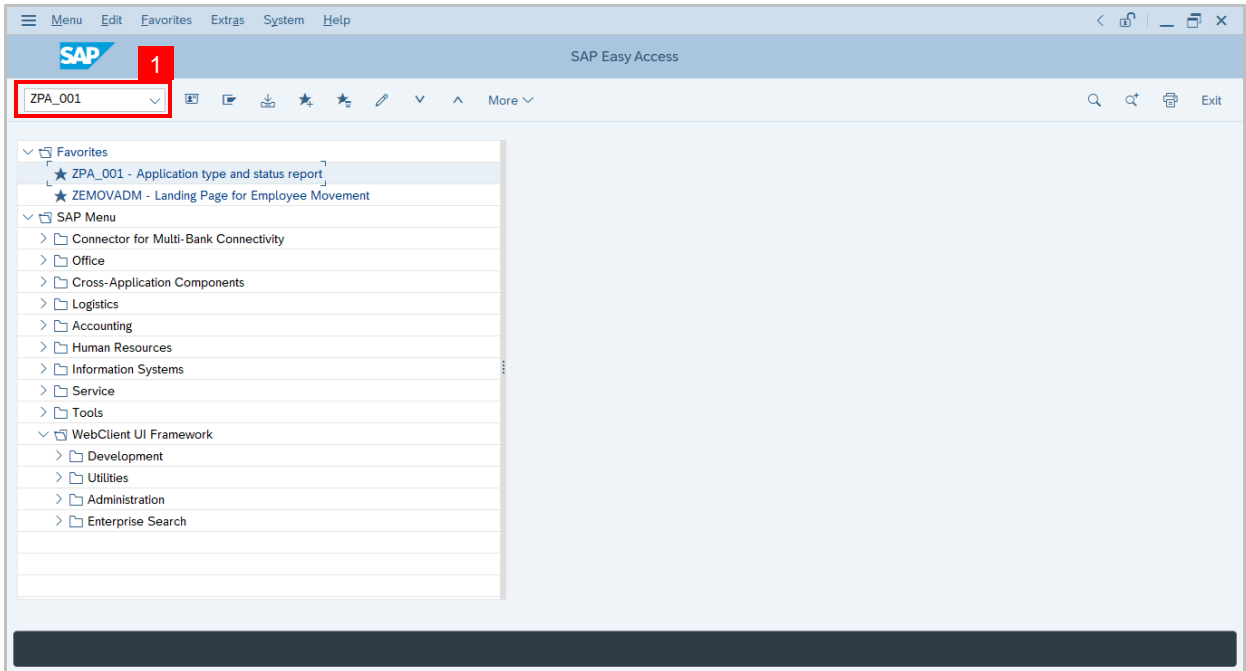 Menu Edit Favorites Extras System Help
SAP SAP Easy Access
1
ZPA_001 More Exit
Favorites
ZPA_001 - Application type and status report
ZEMOVADM - Landing Page for Employee Movement
SAP Menu
Connector for Multi-Bank Connectivity
Office
Cross-Application Components
Logistics
Accounting
Human Resources
Information Systems
Service
Tools
WebClient UI Framework
Development
Utilities
Administration
Enterprise Search